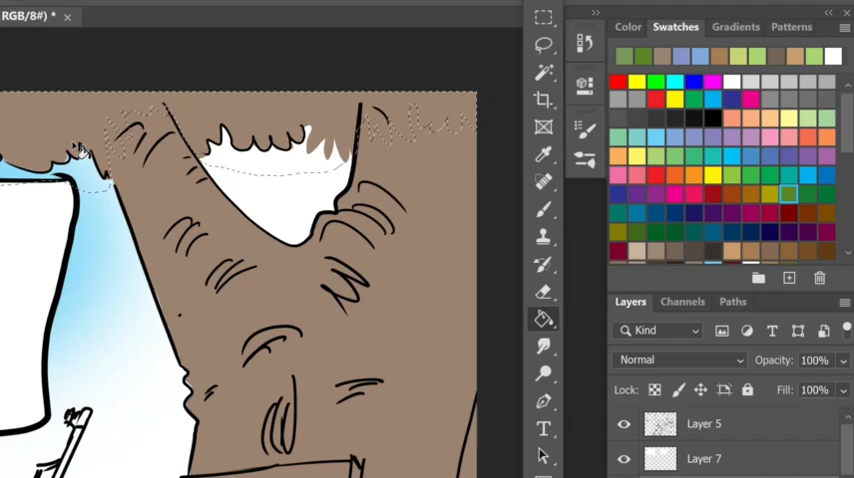 RGB/8#) * ×
Color Swatches Gradients Patterns
Layers Channels Paths
Kind
Normal Opacity: 100%
Lock: Fill: 100%
Layer 5
Layer 7